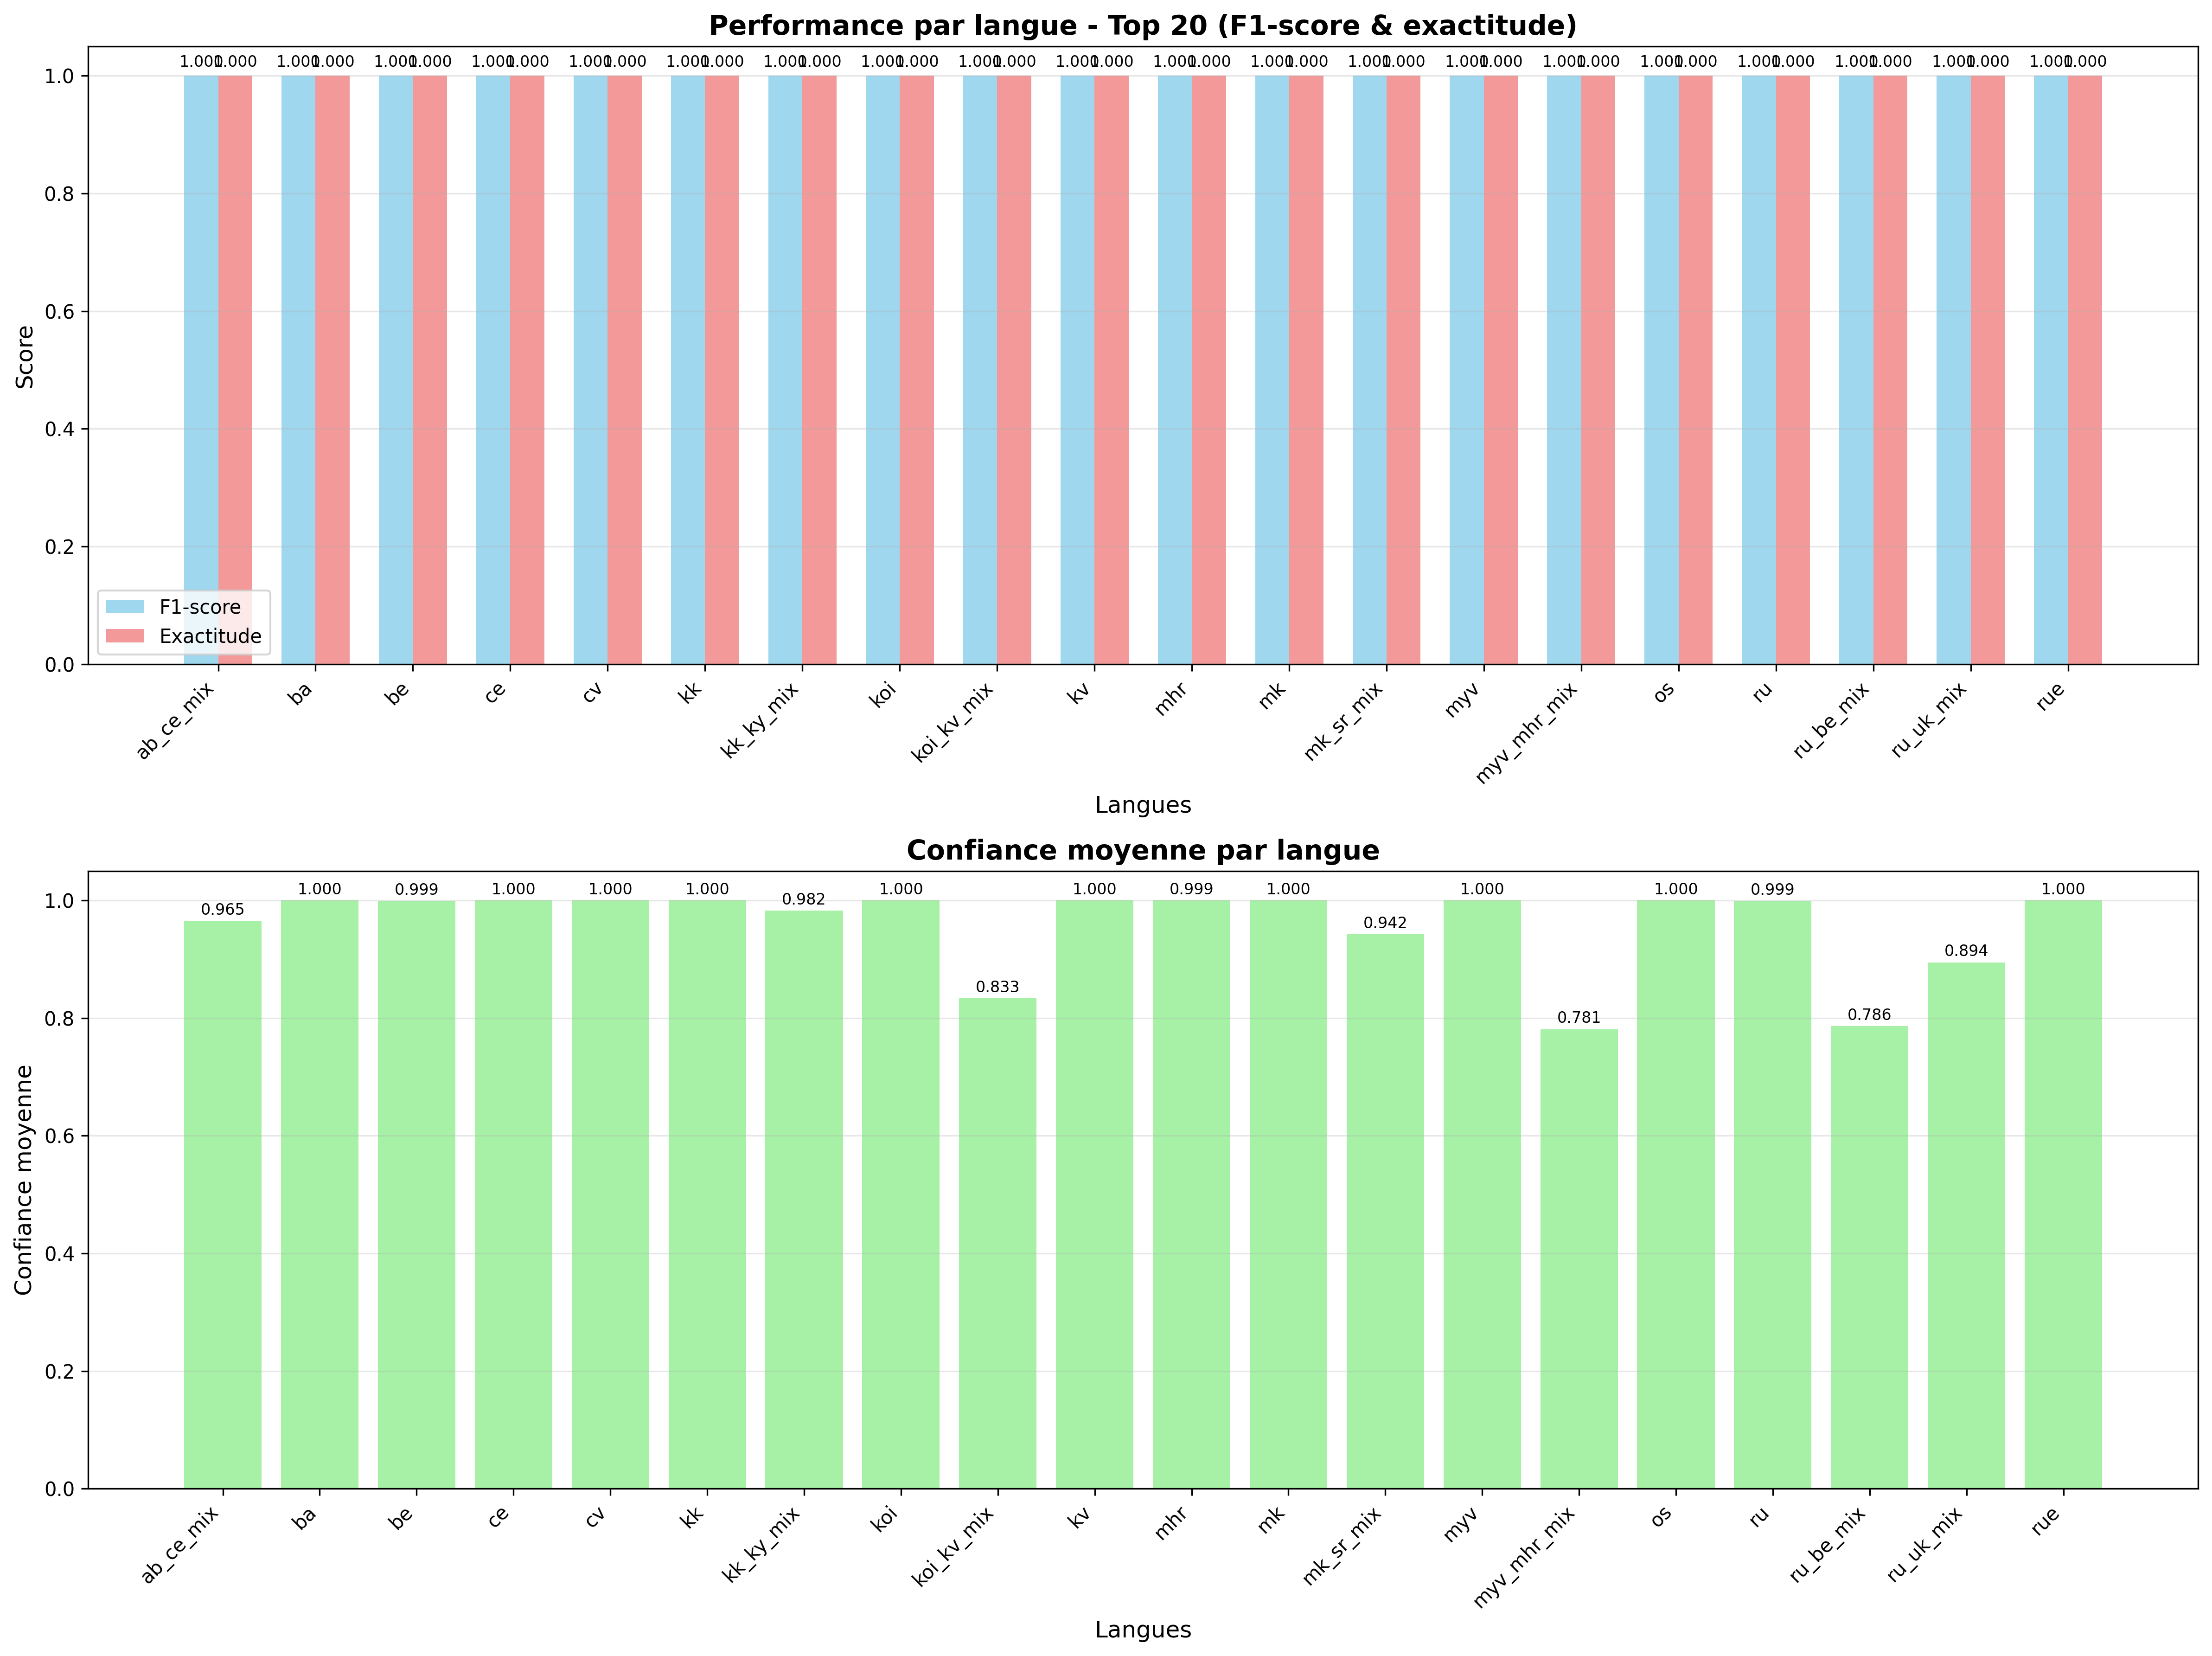 Performance par langue - Top 20 (F1-score & exactitude)
1.000 1.000 1.000 1.000 1.000 1.000 1.000 1.000 1.000 1.000 1.000 1.000 1.000 1.000 1.000 1.000 1.000 1.000 1.000 1.000 1.000 1.000 1.000 1.000 1.000 1.000 1.000 1.000 1.000 1.000 1.000 1.000 1.000 1.000 1.000 1.000 1.000 1.000 1.000 1.000
1.0
0.8
0.6
0.4
0.2
0.0
Score
F1-score
Exactitude
ab_ce_mix ba be ce cv kk kk_ky_mix koi koi_kv_mix kv mhr mk mk_sr_mix myv myv_mhr_mix os ru ru_be_mix ru_uk_mix rue
Langues
Confiance moyenne par langue
0.965 1.000 0.999 1.000 1.000 1.000 0.982 1.000 0.833 1.000 0.999 1.000 0.942 1.000 0.781 1.000 0.999 0.786 0.894 1.000
1.0
0.8
0.6
0.4
0.2
0.0
Confiance moyenne
ab_ce_mix ba be ce cv kk kk_ky_mix koi koi_kv_mix kv mhr mk mk_sr_mix myv myv_mhr_mix os ru ru_be_mix ru_uk_mix rue
Langues